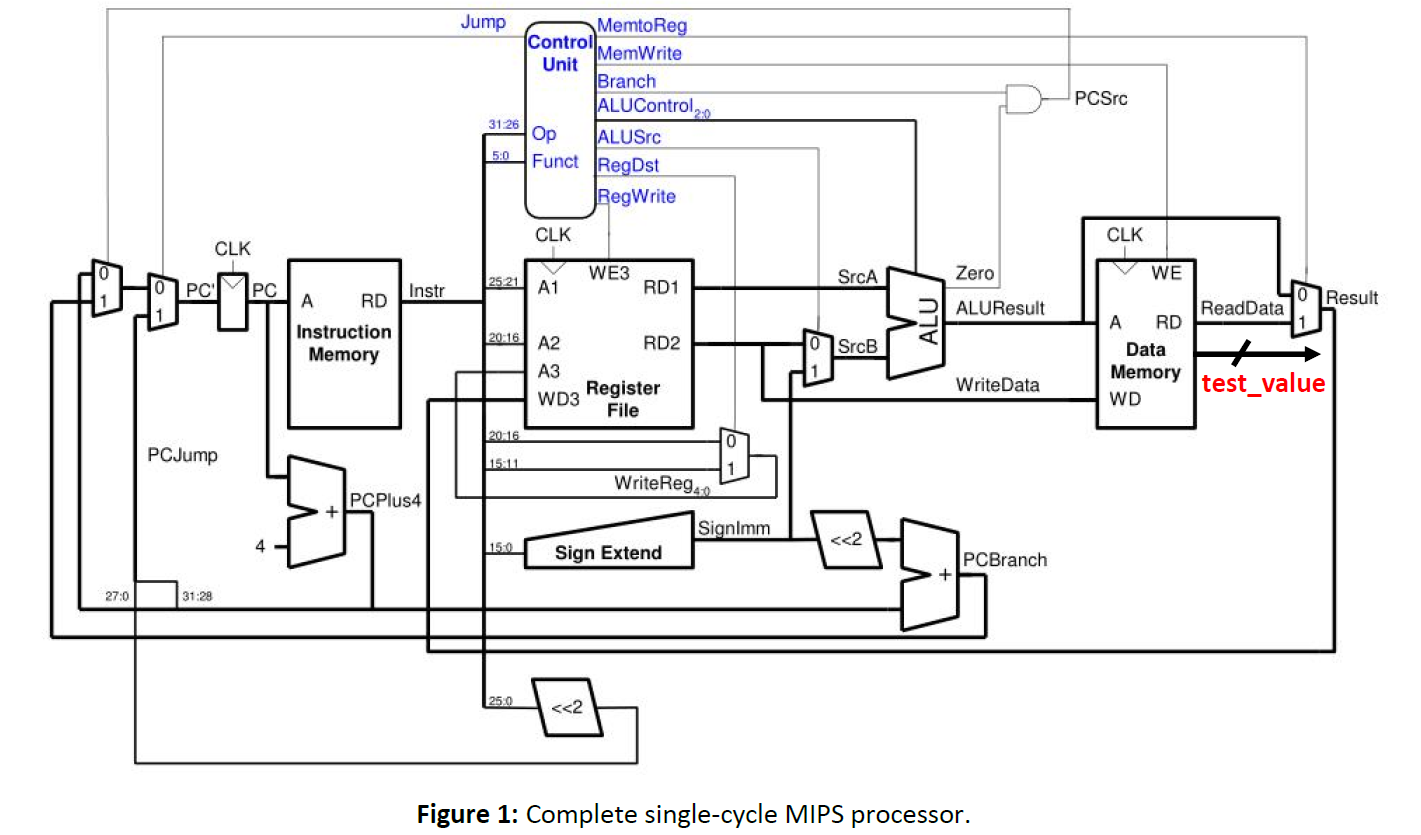 Jump
Control Unit
MemtoReg
MemWrite
Branch
ALUControl2:0
ALUSrc
RegDst
RegWrite
PCSrc
31:26
Op
5:0
Funct
CLK
CLK
CLK
0
1
0
1
PC'
PC
A
RD
Instruction Memory
Instr
25:21
A1
WE3
RD1
20:16
A2
RD2
A3
WD3
Register File
SrcA
0
1
SrcB
ALU
Zero
ALUResult
WriteData
WE
A
RD
Data Memory
WD
ReadData
0
1
Result
test_value
20:16
0
15:11
1
WriteReg4:0
PCJump
4
+
PCPlus4
15:0
Sign Extend
SignImm
<<2
+
PCBranch
27:0
31:28
25:0
<<2
Figure 1: Complete single-cycle MIPS processor.